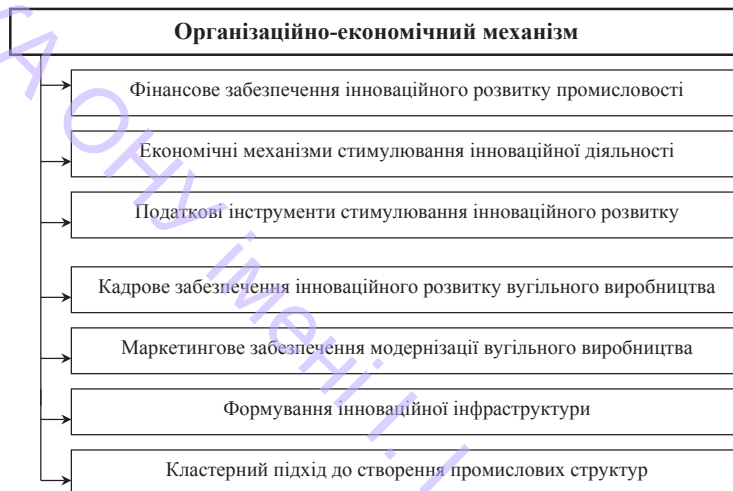 Організаційно-економічний механізм
Фінансове забезпечення інноваційного розвитку промисловості
Економічні механізми стимулювання інноваційної діяльності
Податкові інструменти стимулювання інноваційного розвитку
Кадрове забезпечення інноваційного розвитку вугільного виробництва
Маркетингове забезпечення модернізації вугільного виробництва
Формування інноваційної інфраструктури
Кластерний підхід до створення промислових структур
ОНУ імені І.